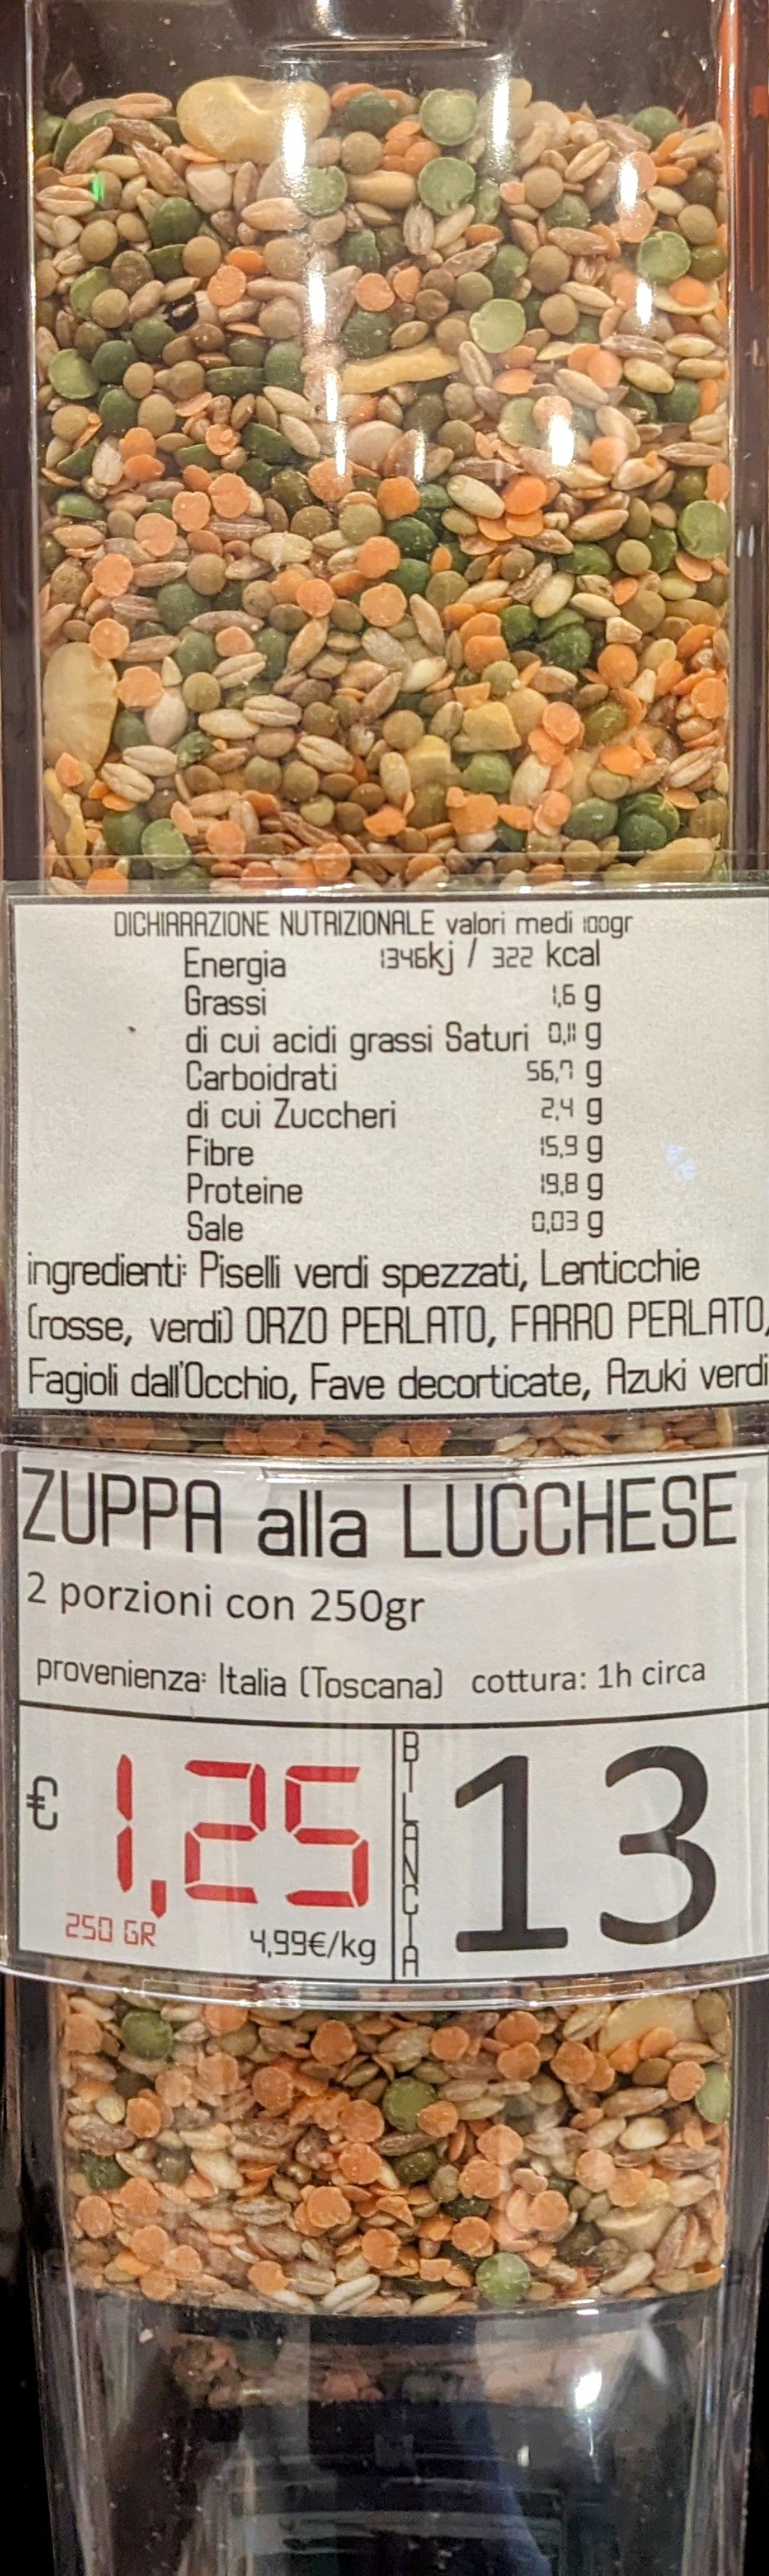 DICHIARAZIONE NUTRIZIONALE valori medi 100gr
Energia 1346kj / 322 kcal
Grassi 1,6 g
di cui acidi grassi Saturi 0,11 g
Carboidrati 56,7 g
di cui Zuccheri 2,4 g
Fibre 15,9 g
Proteine 19,8 g
Sale 0,03 g
ingredienti: Piselli verdi spezzati, Lenticchie
(rosse, verdi) ORZO PERLATO, FARRO PERLATO,
Fagioli dall'Occhio, Fave decorticate, Azuki verdi
ZUPPA alla LUCCHESE
2 porzioni con 250gr
provenienza: Italia (Toscana) cottura: 1h circa
€ 1,25
250 GR 4,99€/kg
BILANCIA
13